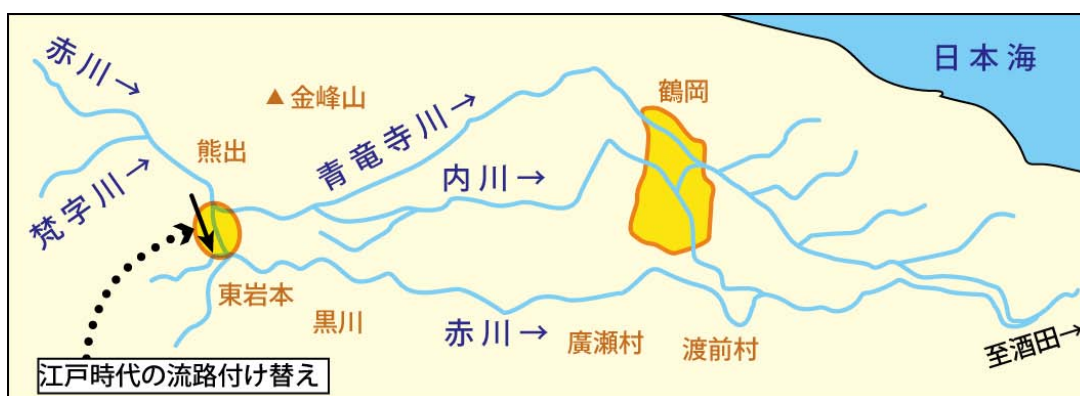 赤川→
▲金峰山
熊出
梵字川→
青竜寺川→
内川→
鶴岡
日本海
東岩本
黒川
赤川→
廣瀬村
渡前村
至酒田→
江戸時代の流路付け替え